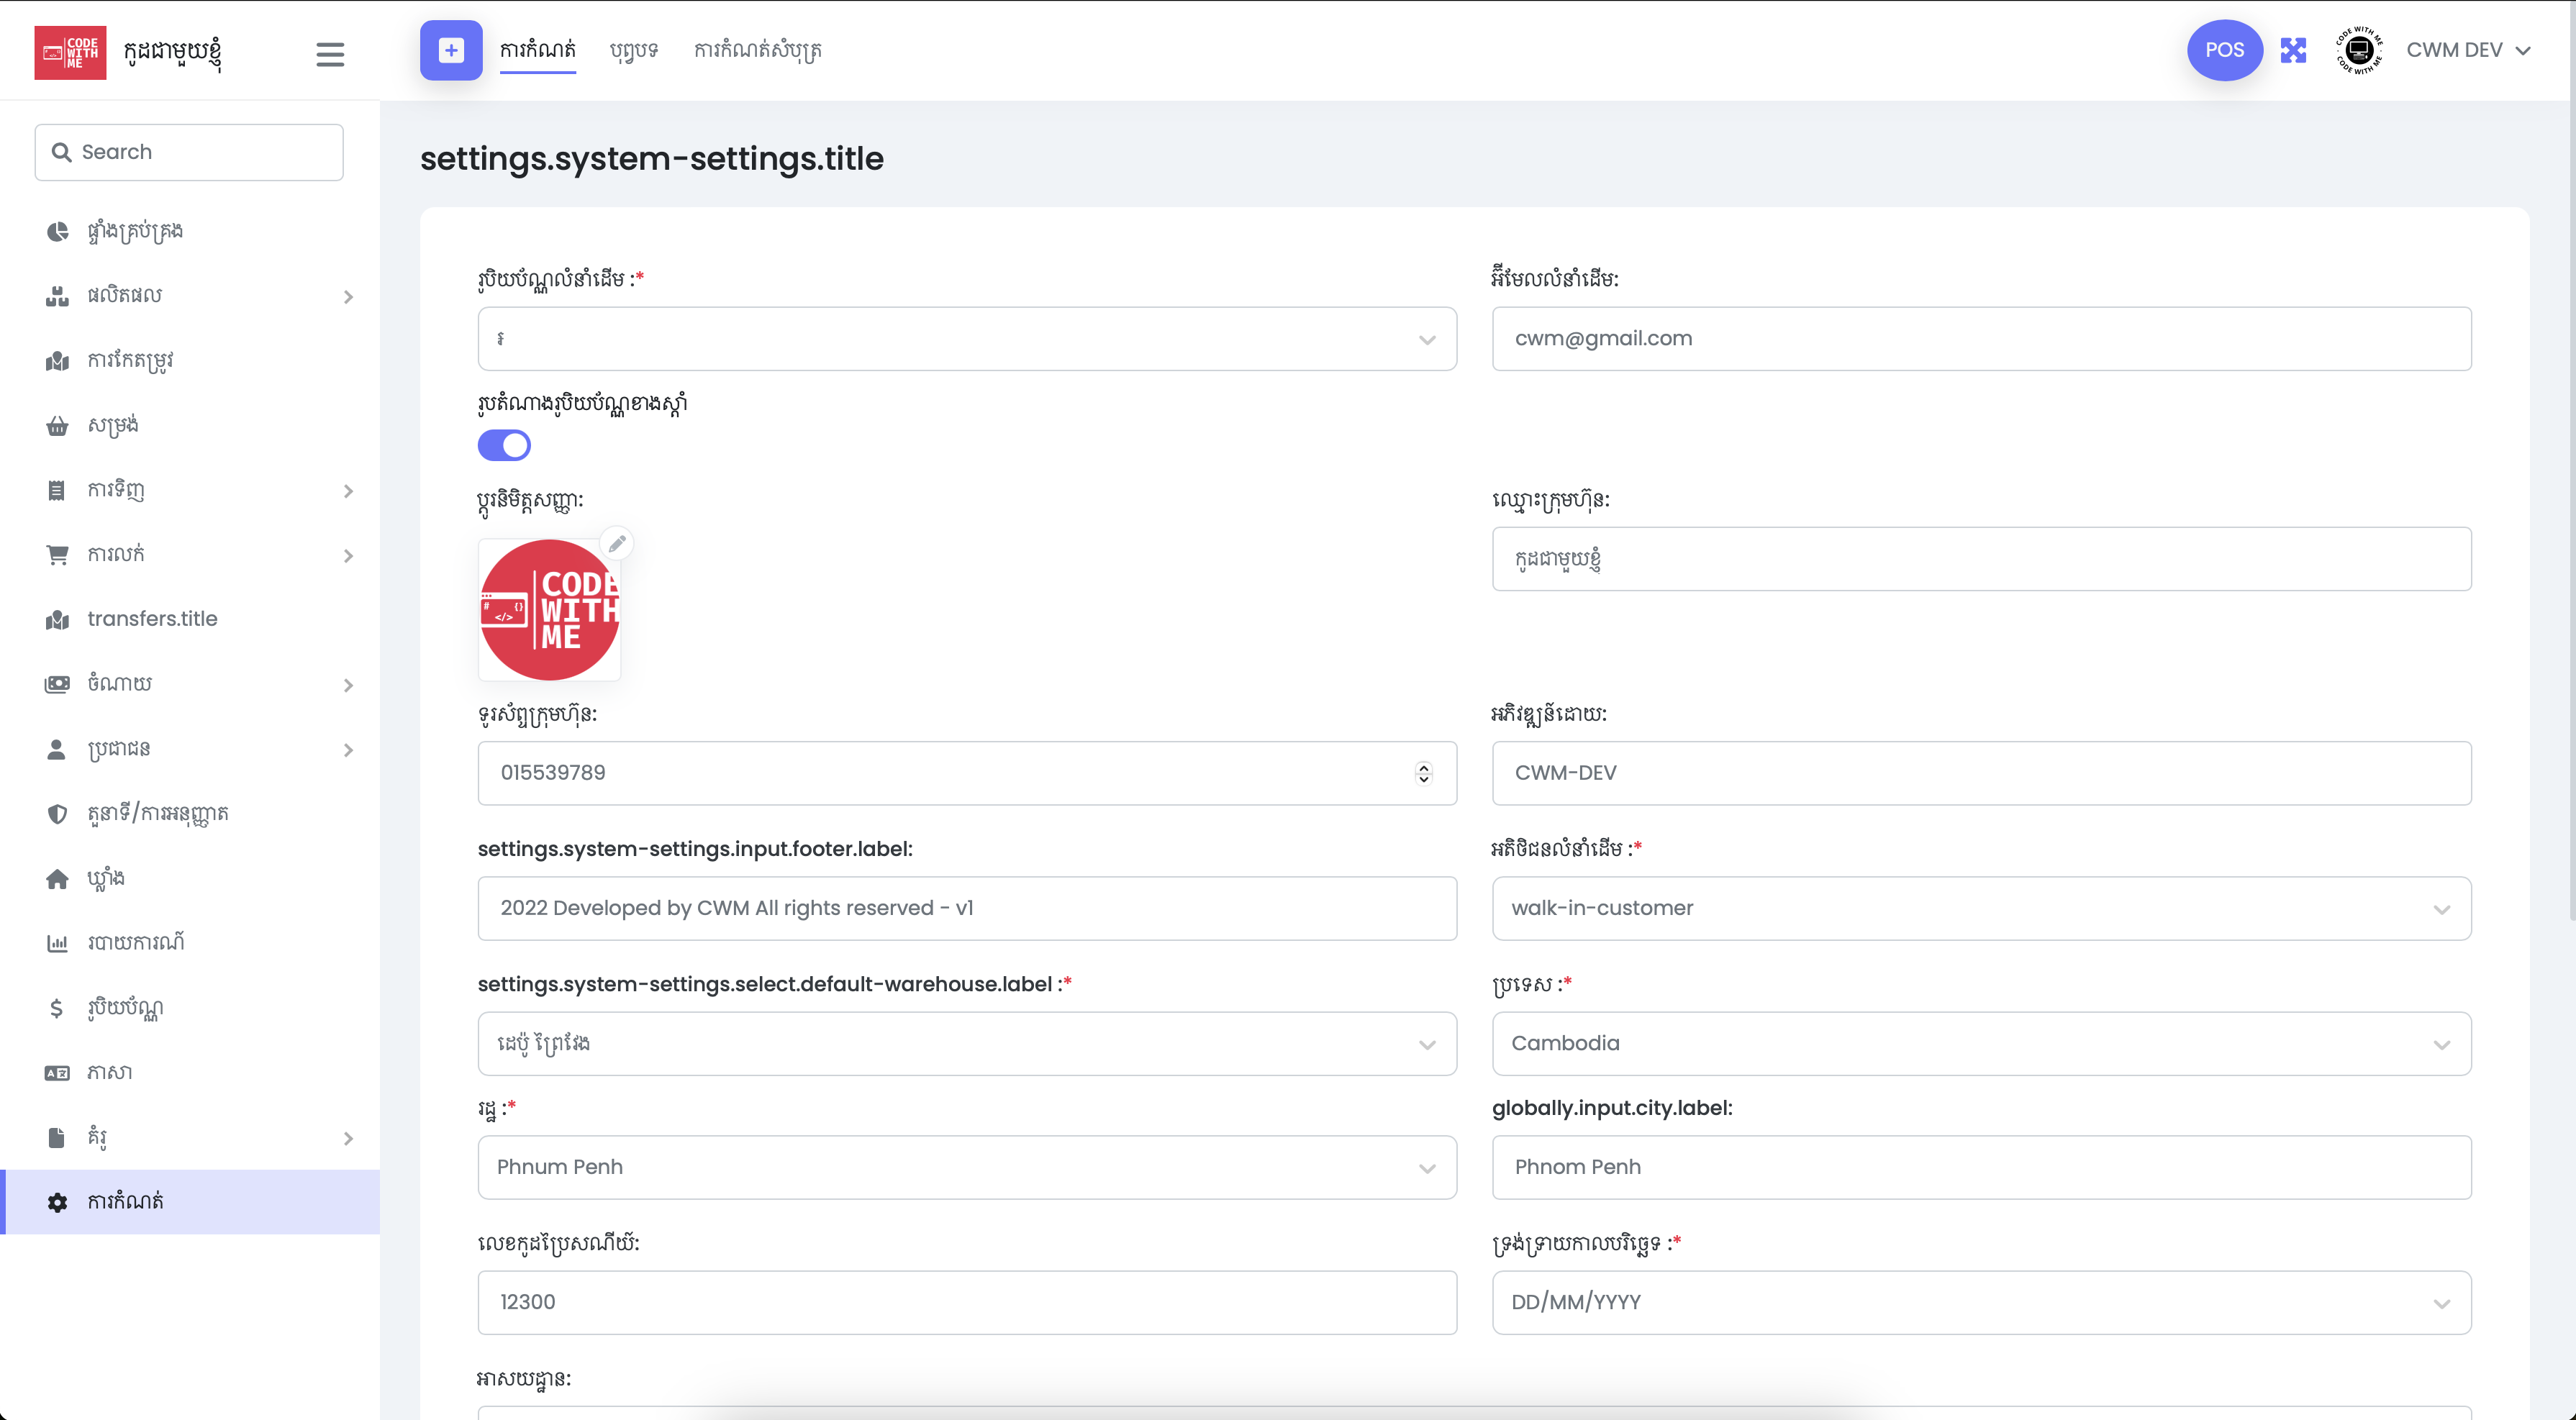 CODE
WITH
ME
កូដជាមួយខ្ញុំ
ការកំណត់
បុព្វបទ
ការកំណត់សំបុត្រ
POS
CWM DEV
Search
ផ្ទាំងគ្រប់គ្រង
ផលិតផល
ការកែតម្រូវ
សម្រង់
ការទិញ
ការលក់
transfers.title
ចំណាយ
ប្រជាជន
តួនាទី/ការអនុញ្ញាត
ឃ្លាំង
របាយការណ៍
រូបិយប័ណ្ណ
ភាសា
គំរូ
ការកំណត់
settings.system-settings.title
រូបិយប័ណ្ណលំនាំដើម :*
អ៊ីមែលលំនាំដើម:
៛
cwm@gmail.com
រូបតំណាងរូបិយប័ណ្ណខាងស្តាំ
ប្តូរនិមិត្តសញ្ញា:
ឈ្មោះក្រុមហ៊ុន:
CODE
WITH
ME
កូដជាមួយខ្ញុំ
ទូរស័ព្ទក្រុមហ៊ុន:
អភិវឌ្ឍន៍ដោយ:
015539789
CWM-DEV
settings.system-settings.input.footer.label:
អតិថិជនលំនាំដើម :*
2022 Developed by CWM All rights reserved - v1
walk-in-customer
settings.system-settings.select.default-warehouse.label :*
ប្រទេស :*
ដេប៉ូ ព្រៃវែង
Cambodia
រដ្ឋ :*
globally.input.city.label:
Phnum Penh
Phnom Penh
លេខកូដប្រៃសណីយ៍:
ទ្រង់ទ្រាយកាលបរិច្ឆេទ :*
12300
DD/MM/YYYY
អាសយដ្ឋាន: